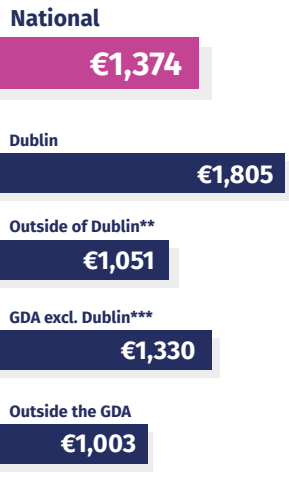 National
€1,374
Dublin
€1,805
Outside of Dublin**
€1,051
GDA excl. Dublin***
€1,330
Outside the GDA
€1,003